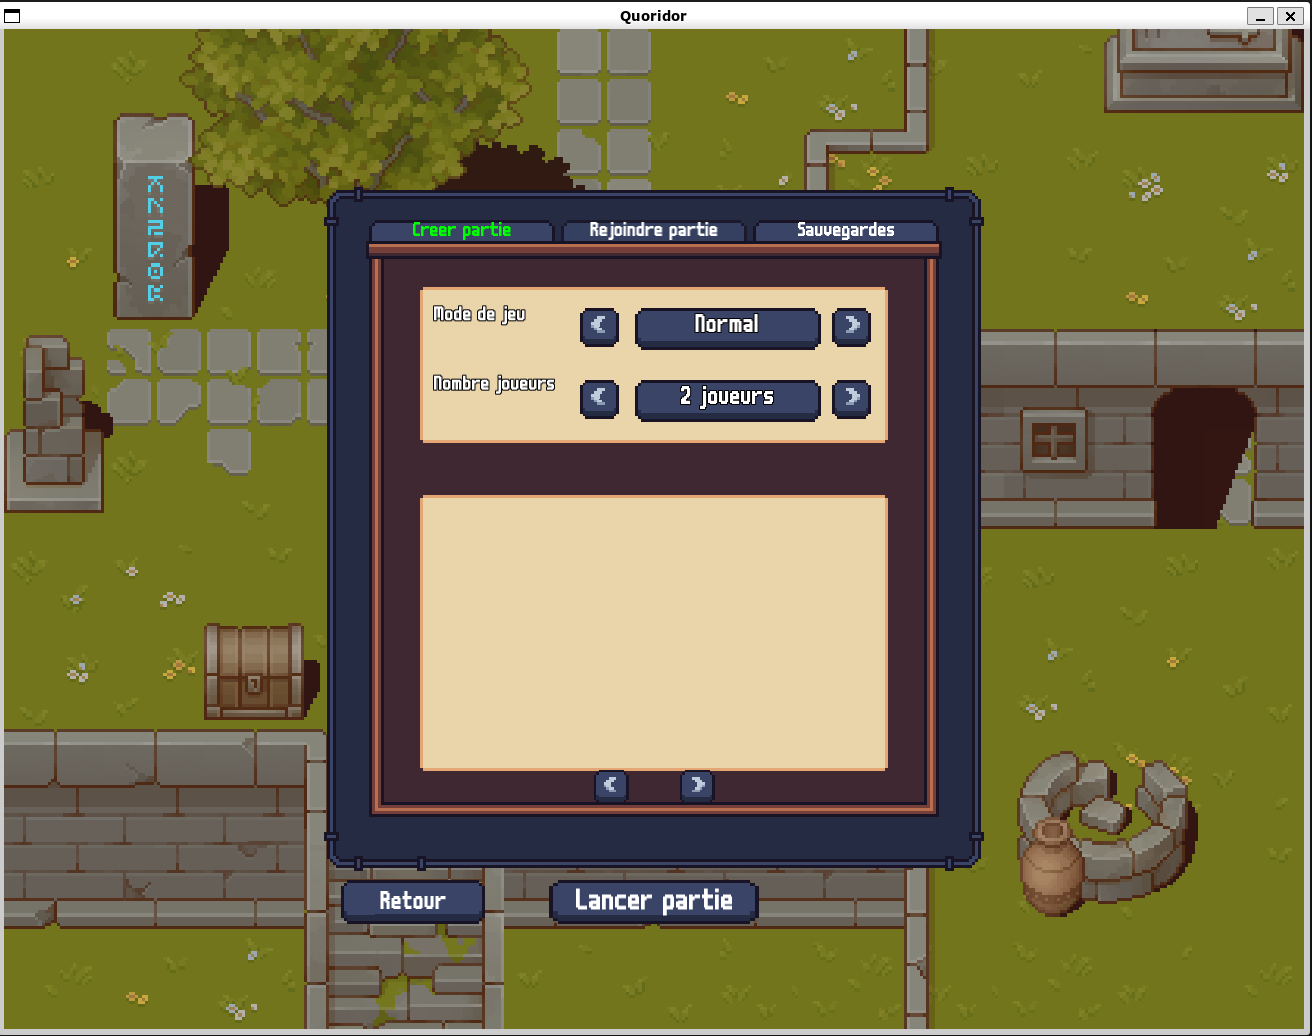 Quoridor
Creer partie
Rejoindre partie
Sauvegardes
Mode de jeu
Normal
Nombre joueurs
2 joueurs
Retour
Lancer partie